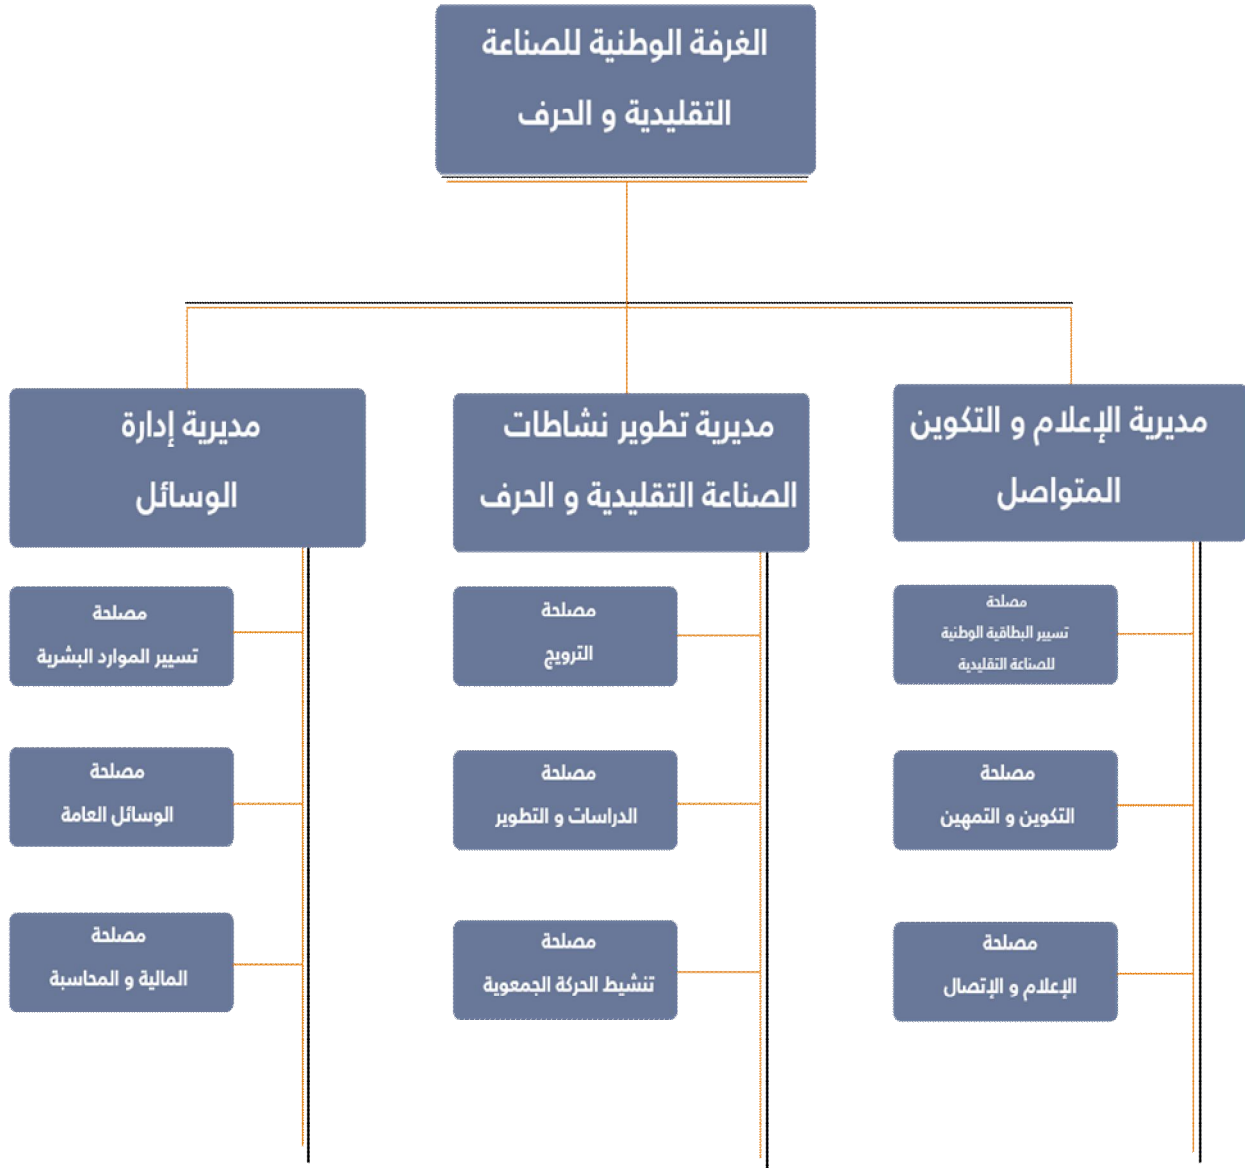 الغرفة الوطنية للصناعة
التقليدية و الحرف
مديرية الإعلام و التكوين
المتواصل
مصلحة
تسيير البطاقية الوطنية
للصناعة التقليدية
مصلحة
التكوين و التمهين
مصلحة
الإعلام و الإتصال
مديرية تطوير نشاطات
الصناعة التقليدية و الحرف
مصلحة
الترويج
مصلحة
الدراسات و التطوير
مصلحة
تنشيط الحركة الجمعوية
مديرية إدارة
الوسائل
مصلحة
تسيير الموارد البشرية
مصلحة
الوسائل العامة
مصلحة
المالية و المحاسبة